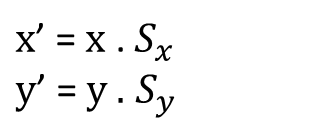 x’ = x . Sₓ
y’ = y . Sᵧ